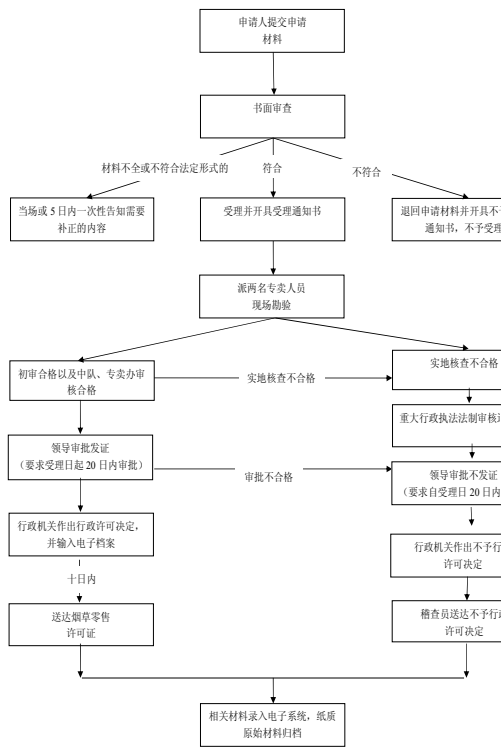 申请人提交申请
材料
书面审查
材料不全或不符合法定形式的
符合
不符合
当场或 5 日内一次性告知需要
补正的内容
受理并开具受理通知书
退回申请材料并开具不
通知书，不予受理
派两名专卖人员
现场勘验
初审合格以及中队、专卖办审
核合格
实地核查不合格
实地核查不合格
重大行政执法法制审核
领导审批发证
（要求受理日起 20 日内审批）
审批不合格
领导审批不发证
（要求自受理日 20 日内
行政机关作出行政许可决定，
并输入电子档案
行政机关作出不予行
许可决定
十日内
送达烟草零售
许可证
稽查员送达不予行
许可决定
相关材料录入电子系统，纸质
原始材料归档